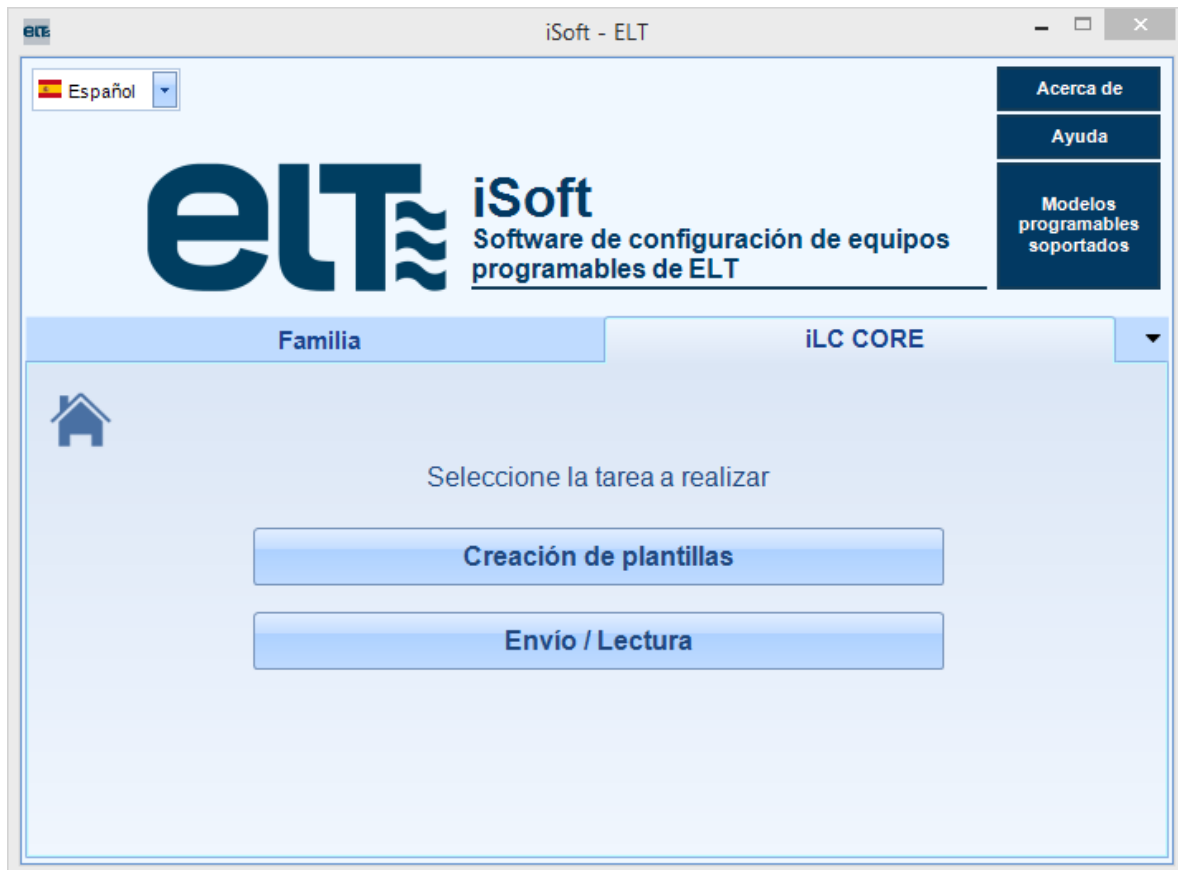 eLT
iSoft - ELT
Español
Acerca de
Ayuda
Modelos
programables
soportados
eLT
iSoft
Software de configuración de equipos
programables de ELT
Familia
iLC CORE
Seleccione la tarea a realizar
Creación de plantillas
Envío / Lectura